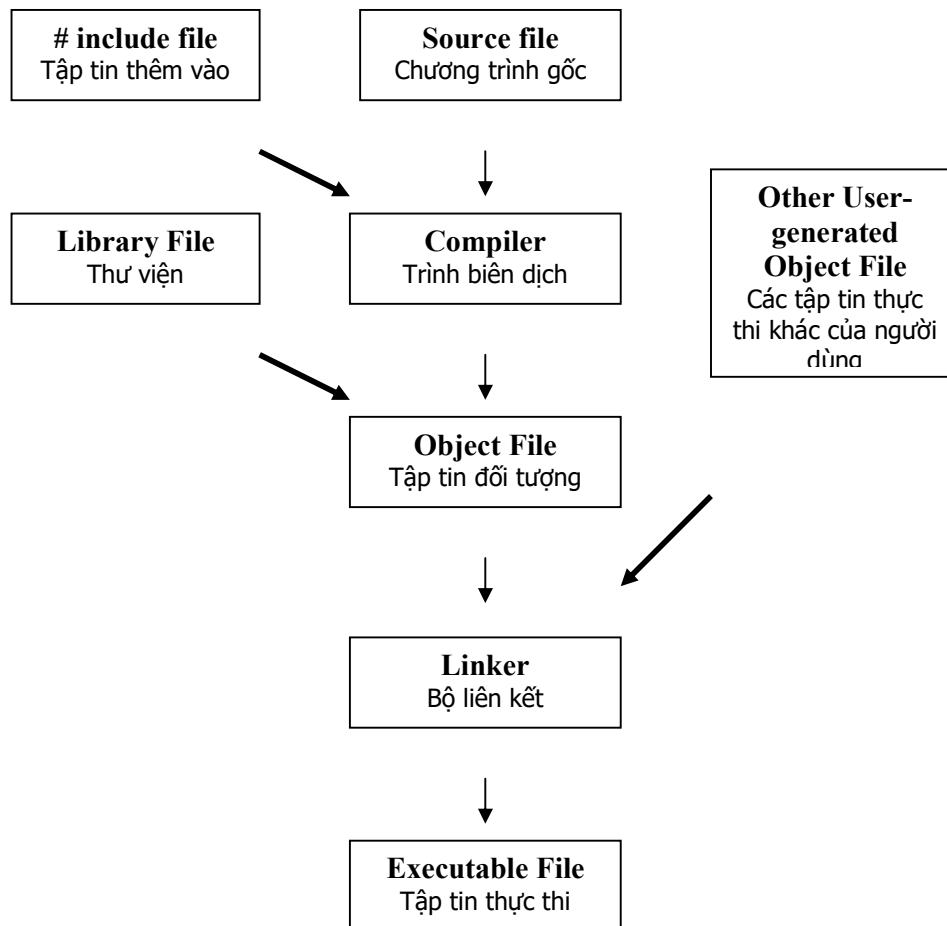 # include file
Tập tin thêm vào
Source file
Chương trình gốc
Library File
Thư viện
Compiler
Trình biên dịch
Other User-
generated
Object File
Các tập tin thực
thi khác của người
dùng
Object File
Tập tin đối tượng
Linker
Bộ liên kết
Executable File
Tập tin thực thi